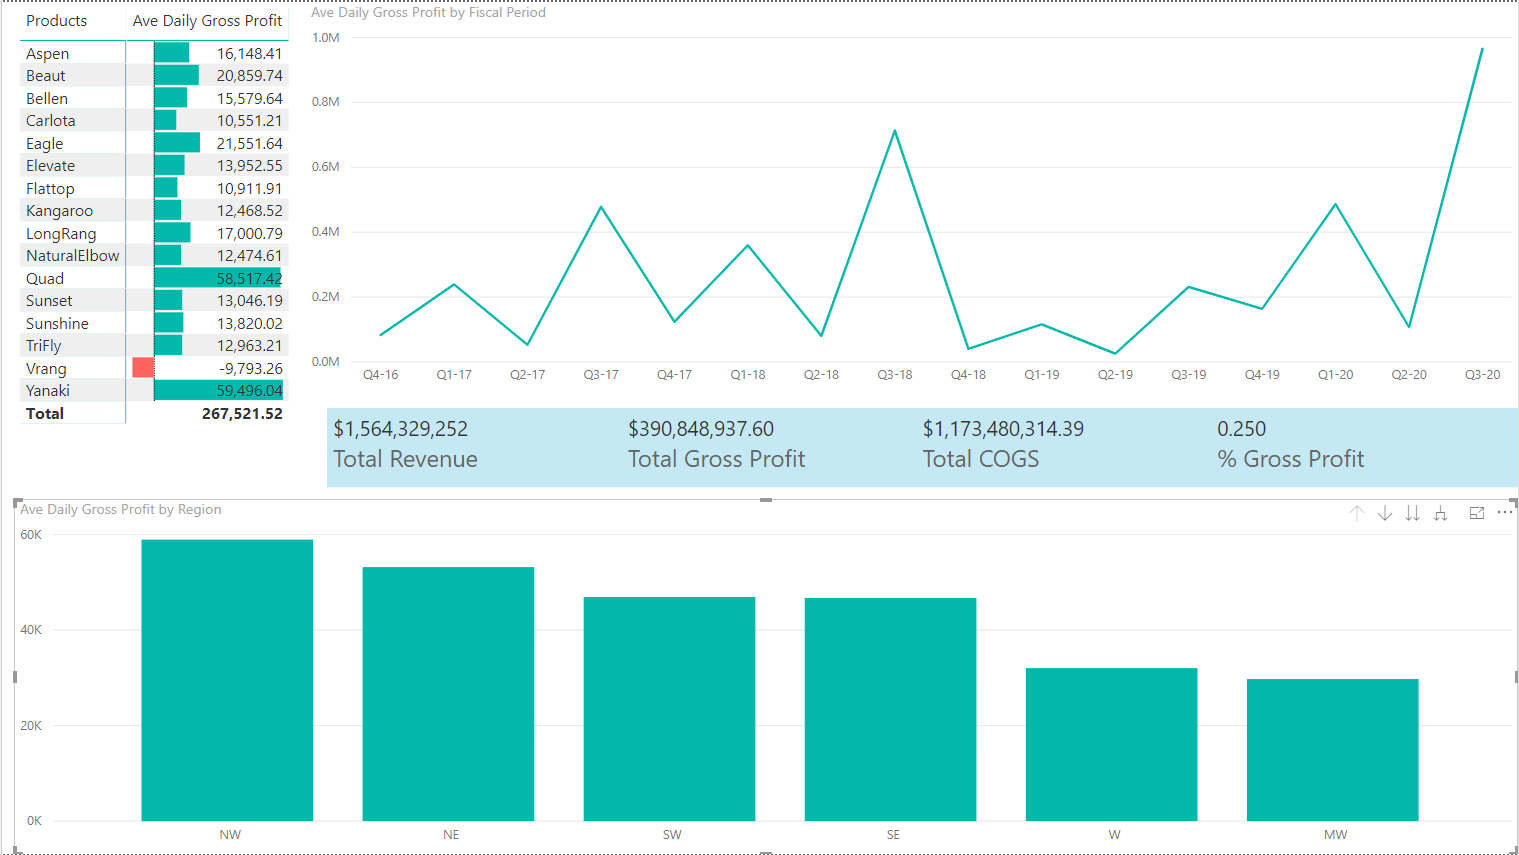 Products Ave Daily Gross Profit
Aspen 16,148.41
Beaut 20,859.74
Bellen 15,579.64
Carlota 10,551.21
Eagle 21,551.64
Elevate 13,952.55
Flattop 10,911.91
Kangaroo 12,468.52
LongRang 17,000.79
NaturalElbow 12,474.61
Quad 58,517.42
Sunset 13,046.19
Sunshine 13,820.02
TriFly 12,963.21
Vrang -9,793.26
Yanaki 59,496.04
Total 267,521.52
Ave Daily Gross Profit by Fiscal Period
1.0M
0.8M
0.6M
0.4M
0.2M
0.0M
Q4-16 Q1-17 Q2-17 Q3-17 Q4-17 Q1-18 Q2-18 Q3-18 Q4-18 Q1-19 Q2-19 Q3-19 Q4-19 Q1-20 Q2-20 Q3-20
$1,564,329,252 $390,848,937.60 $1,173,480,314.39 0.250
Total Revenue Total Gross Profit Total COGS % Gross Profit
Ave Daily Gross Profit by Region
60K
40K
20K
0K
NW NE SW SE W MW